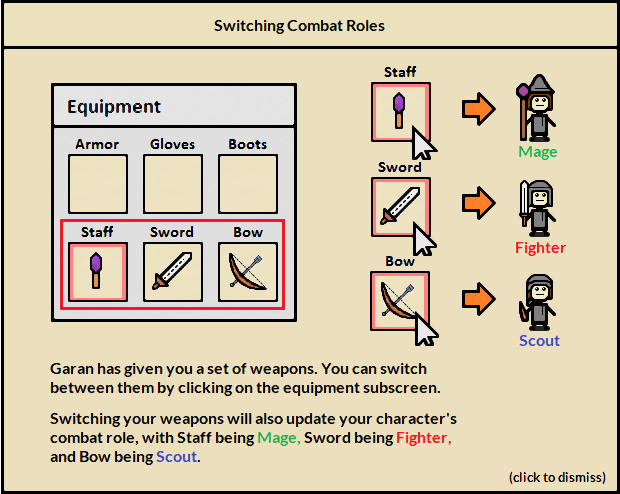 Switching Combat Roles
Equipment
Armor Gloves Boots
Staff Sword Bow
Staff
Mage
Sword
Fighter
Bow
Scout
Garan has given you a set of weapons. You can switch
between them by clicking on the equipment subscreen.
Switching your weapons will also update your character's
combat role, with Staff being Mage, Sword being Fighter,
and Bow being Scout.
(click to dismiss)